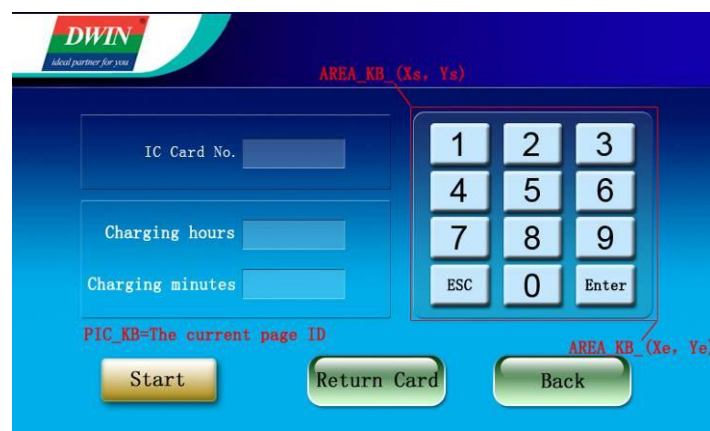 DWIN
ideal partner for you
AREA_KB_(Xs, Ys)
IC Card No.
1 2 3
4 5 6
Charging hours
7 8 9
Charging minutes
ESC 0 Enter
PIC_KB=The current page ID
AREA_KB_(Xe, Ye)
Start
Return Card
Back